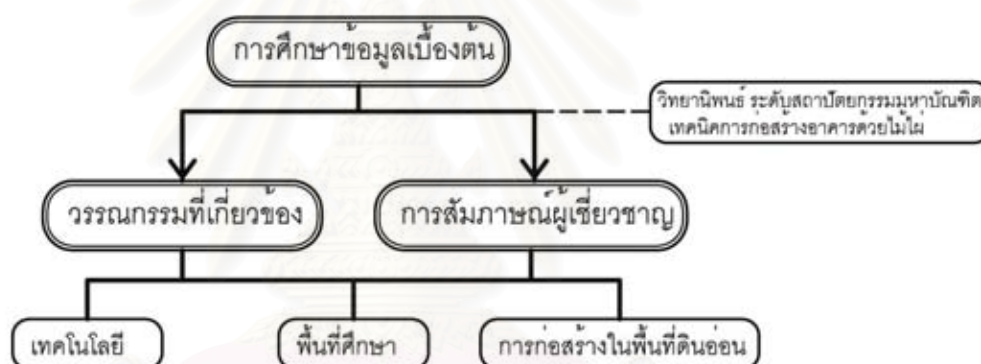 การศึกษาข้อมูลเบื้องต้น
วิทยานิพนธ์ ระดับสถาปัตยกรรมมหาบัณฑิต
เทคนิคการก่อสร้างอาคารด้วยไม้ไผ่
วรรณกรรมที่เกี่ยวข้อง
การสัมภาษณ์ผู้เชี่ยวชาญ
เทคโนโลยี
พื้นที่ศึกษา
การก่อสร้างในพื้นที่ดินอ่อน